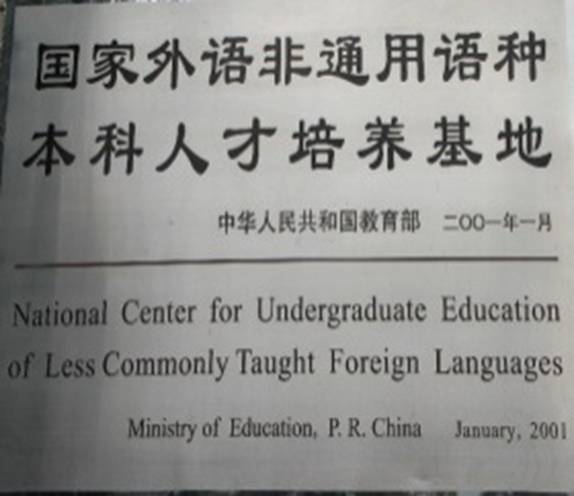 国家外语非通用语种
本科人才培养基地
中华人民共和国教育部 二〇〇一年一月
National Center for Undergraduate Education
of Less Commonly Taught Foreign Languages
Ministry of Education, P. R. China January, 2001